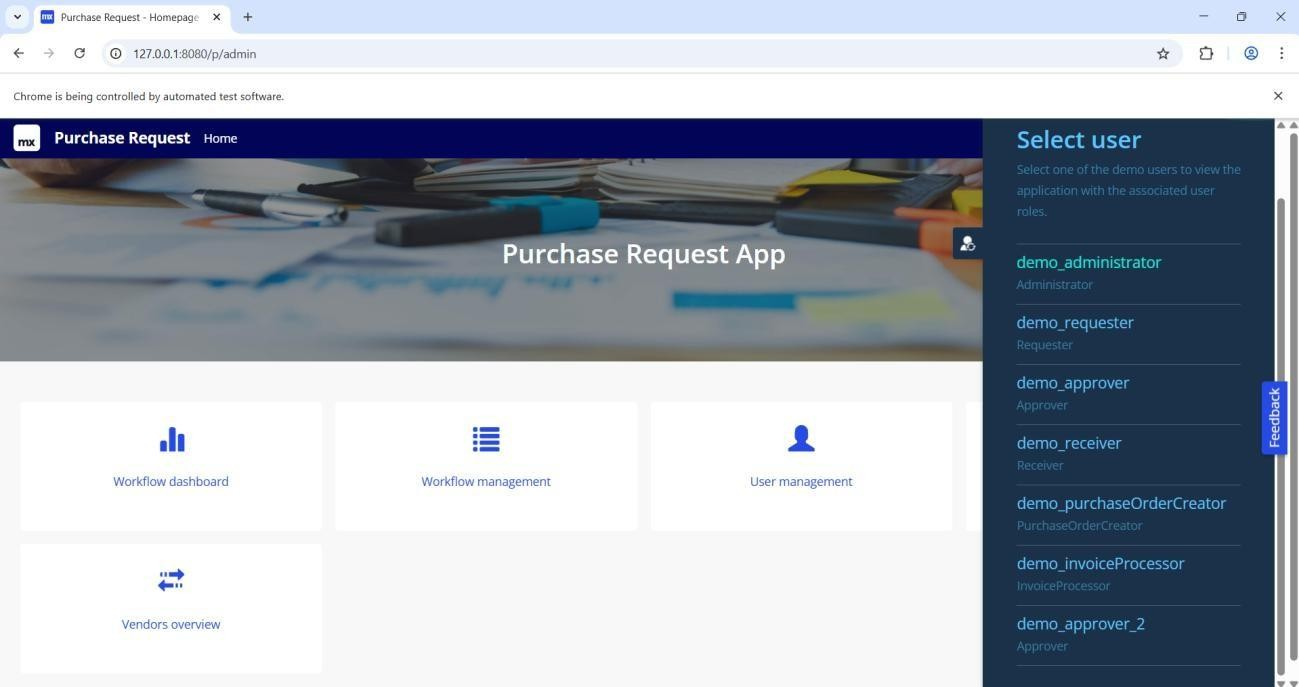 mx
Purchase Request - Homepage
127.0.0.1:8080/p/admin
Chrome is being controlled by automated test software.
mx
Purchase Request
Home
Purchase Request App
Workflow dashboard
Workflow management
User management
Vendors overview
Select user
Select one of the demo users to view the
application with the associated user
roles.
demo_administrator
Administrator
demo_requester
Requester
demo_approver
Approver
demo_receiver
Receiver
demo_purchaseOrderCreator
PurchaseOrderCreator
demo_invoiceProcessor
InvoiceProcessor
demo_approver_2
Approver
Feedback